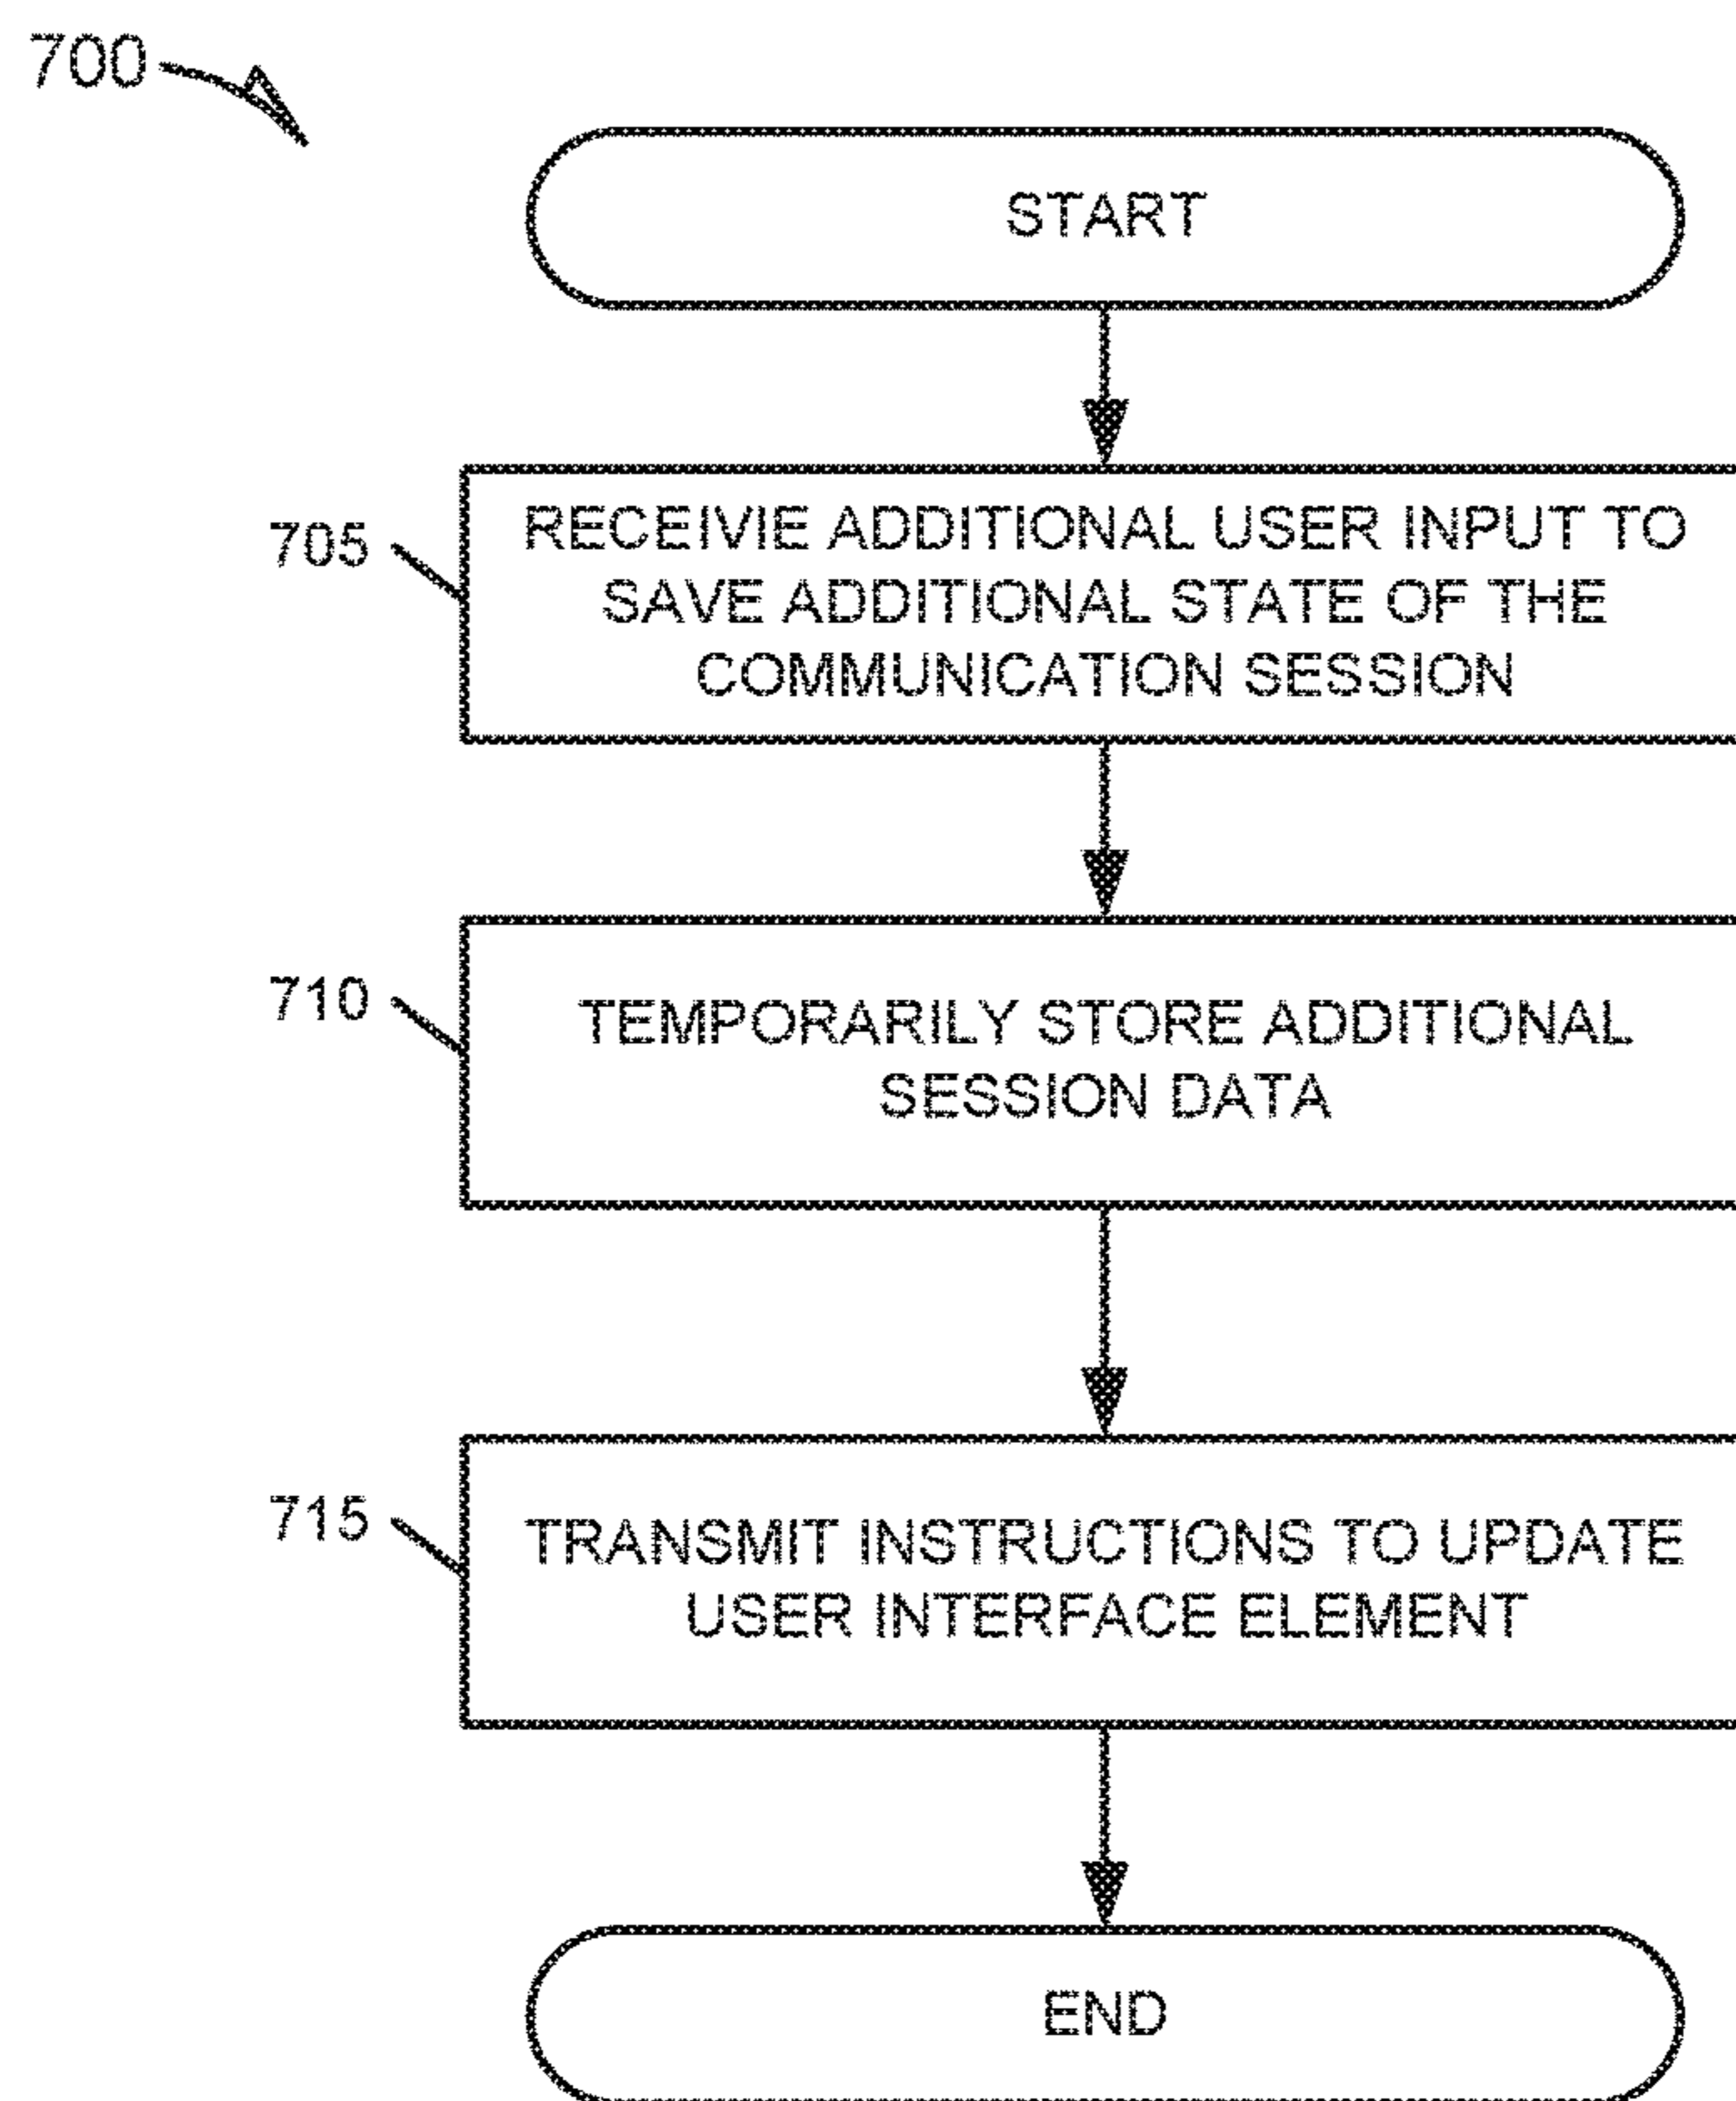 700
START
705
RECEIVIE ADDITIONAL USER INPUT TO
SAVE ADDITIONAL STATE OF THE
COMMUNICATION SESSION
710
TEMPORARILY STORE ADDITIONAL
SESSION DATA
715
TRANSMIT INSTRUCTIONS TO UPDATE
USER INTERFACE ELEMENT
END